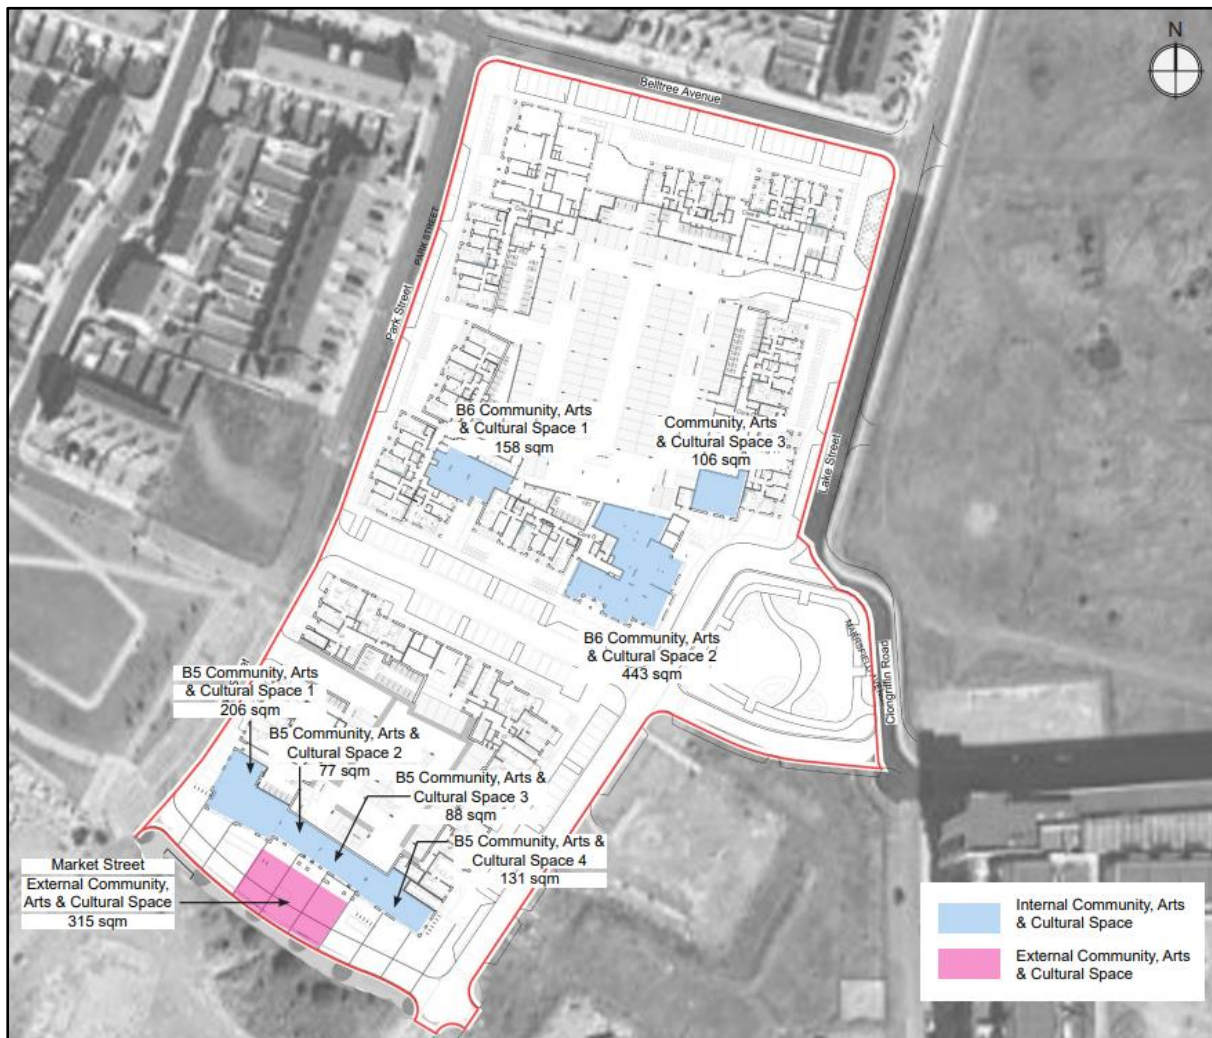 N
Belltree Avenue
PARK STREET
Park Street
B6 Community, Arts
& Cultural Space 1
158 sqm
Community, Arts
& Cultural Space 3
106 sqm
Lake Street
B6 Community, Arts
& Cultural Space 2
443 sqm
Clongriffin Road
B5 Community, Arts
& Cultural Space 1
206 sqm
B5 Community, Arts &
Cultural Space 2
77 sqm
B5 Community, Arts &
Cultural Space 3
88 sqm
B5 Community, Arts &
Cultural Space 4
131 sqm
Market Street
External Community,
Arts & Cultural Space
315 sqm
Internal Community, Arts
& Cultural Space
External Community, Arts
& Cultural Space